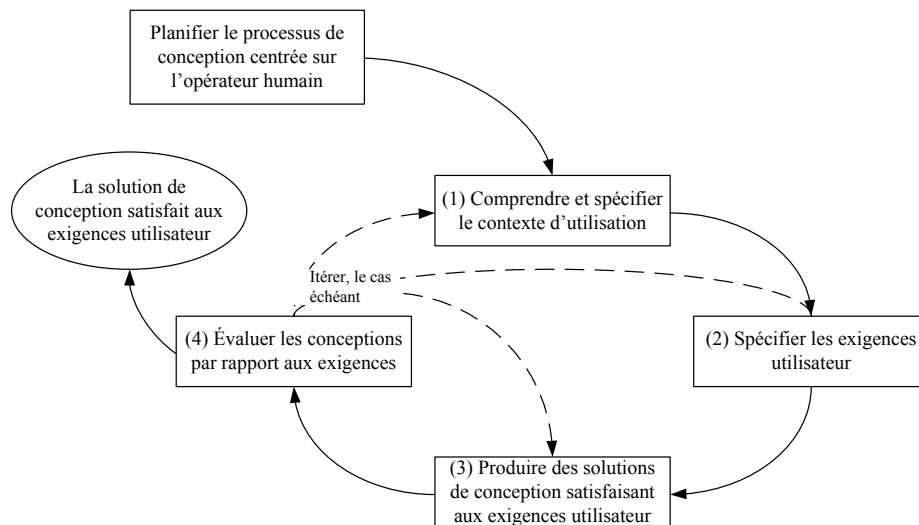 Planifier le processus de
conception centrée sur
l’opérateur humain
La solution de
conception satisfait aux
exigences utilisateur
(1) Comprendre et spécifier
le contexte d’utilisation
Itérer, le cas
échéant
(4) Évaluer les conceptions
par rapport aux exigences
(2) Spécifier les exigences
utilisateur
(3) Produire des solutions
de conception satisfaisant
aux exigences utilisateur